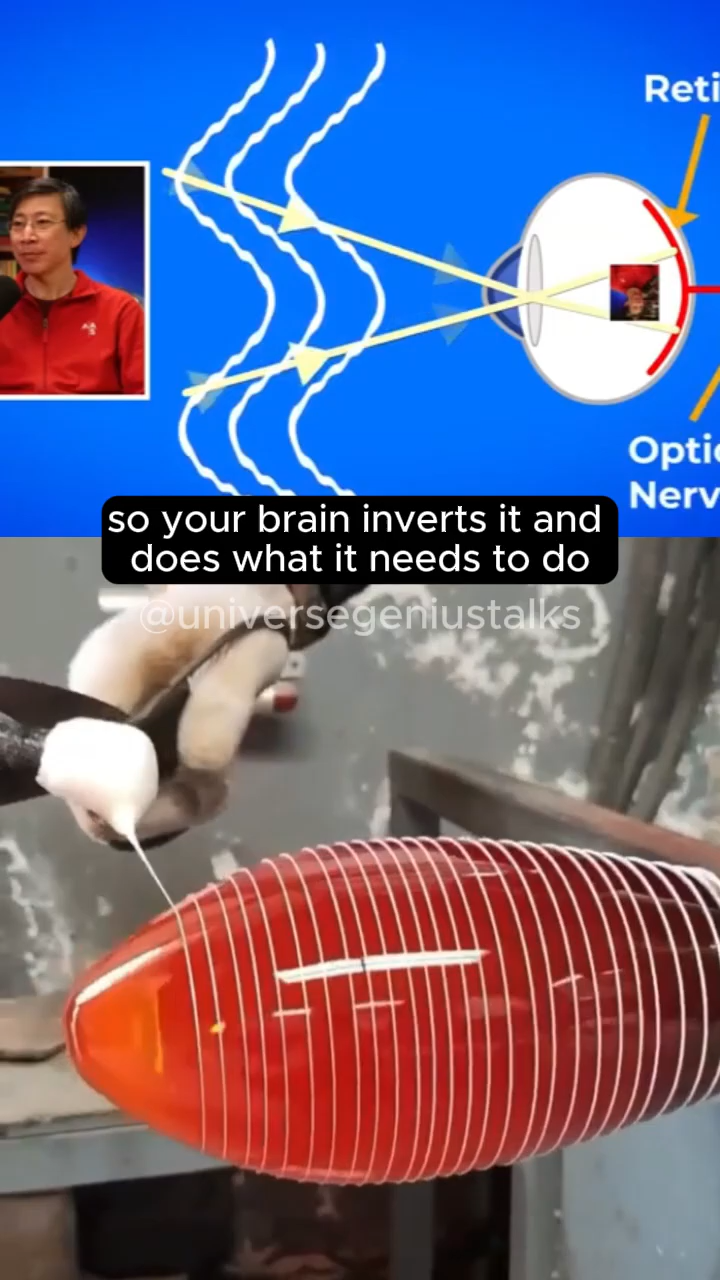 Reti
Optic
Nerv
so your brain inverts it and
does what it needs to do
@universegeniustalks